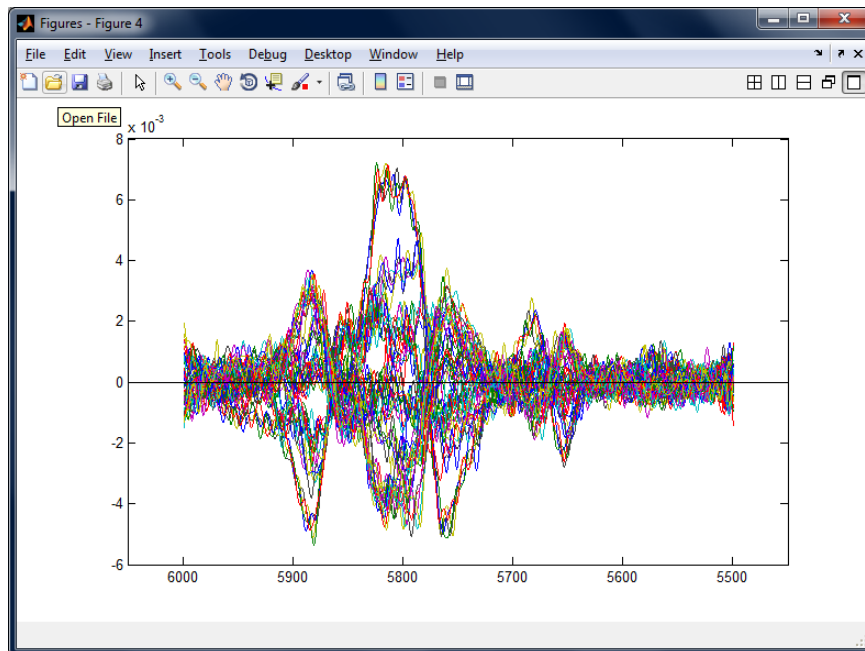 Figures - Figure 4
File Edit View Insert Tools Debug Desktop Window Help
Open File
x 10-3
8
6
4
2
0
-2
-4
-6
6000 5900 5800 5700 5600 5500